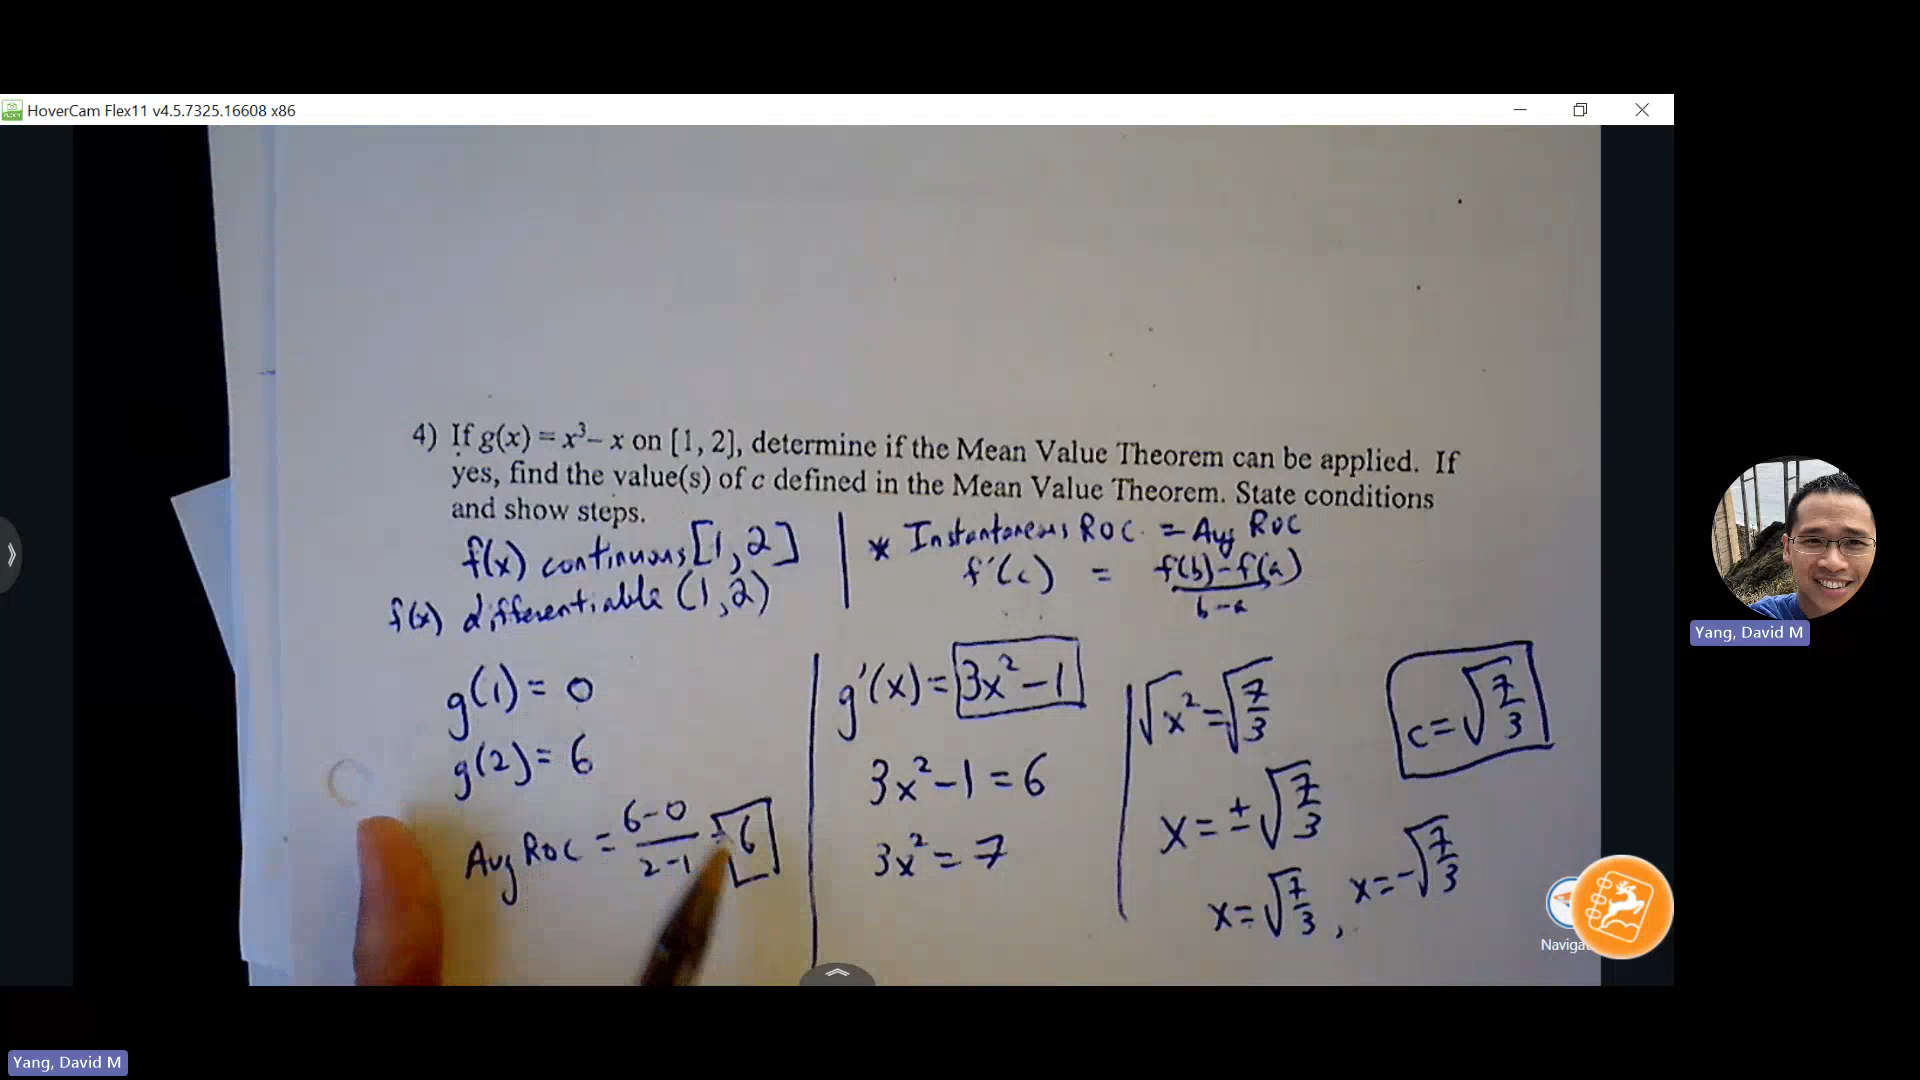 HoverCam Flex11 v4.5.7325.16608 x86
4) If g(x) = x³– x on [1, 2], determine if the Mean Value Theorem can be applied. If
yes, find the value(s) of c defined in the Mean Value Theorem. State conditions
and show steps.
f(x) continuous [1, 2]
f(x) differentiable (1, 2)
* Instantaneous RoC = Avg RoC
f'(c) = f(b)-f(a) / b-a
g(1) = 0
g(2) = 6
Avg RoC = 6-0 / 2-1 = 6
g'(x) = 3x²-1
3x²-1 = 6
3x² = 7
√x² = √7/3
x = ±√7/3
x = √7/3 , x = -√7/3
c = √7/3
Yang, David M
Yang, David M